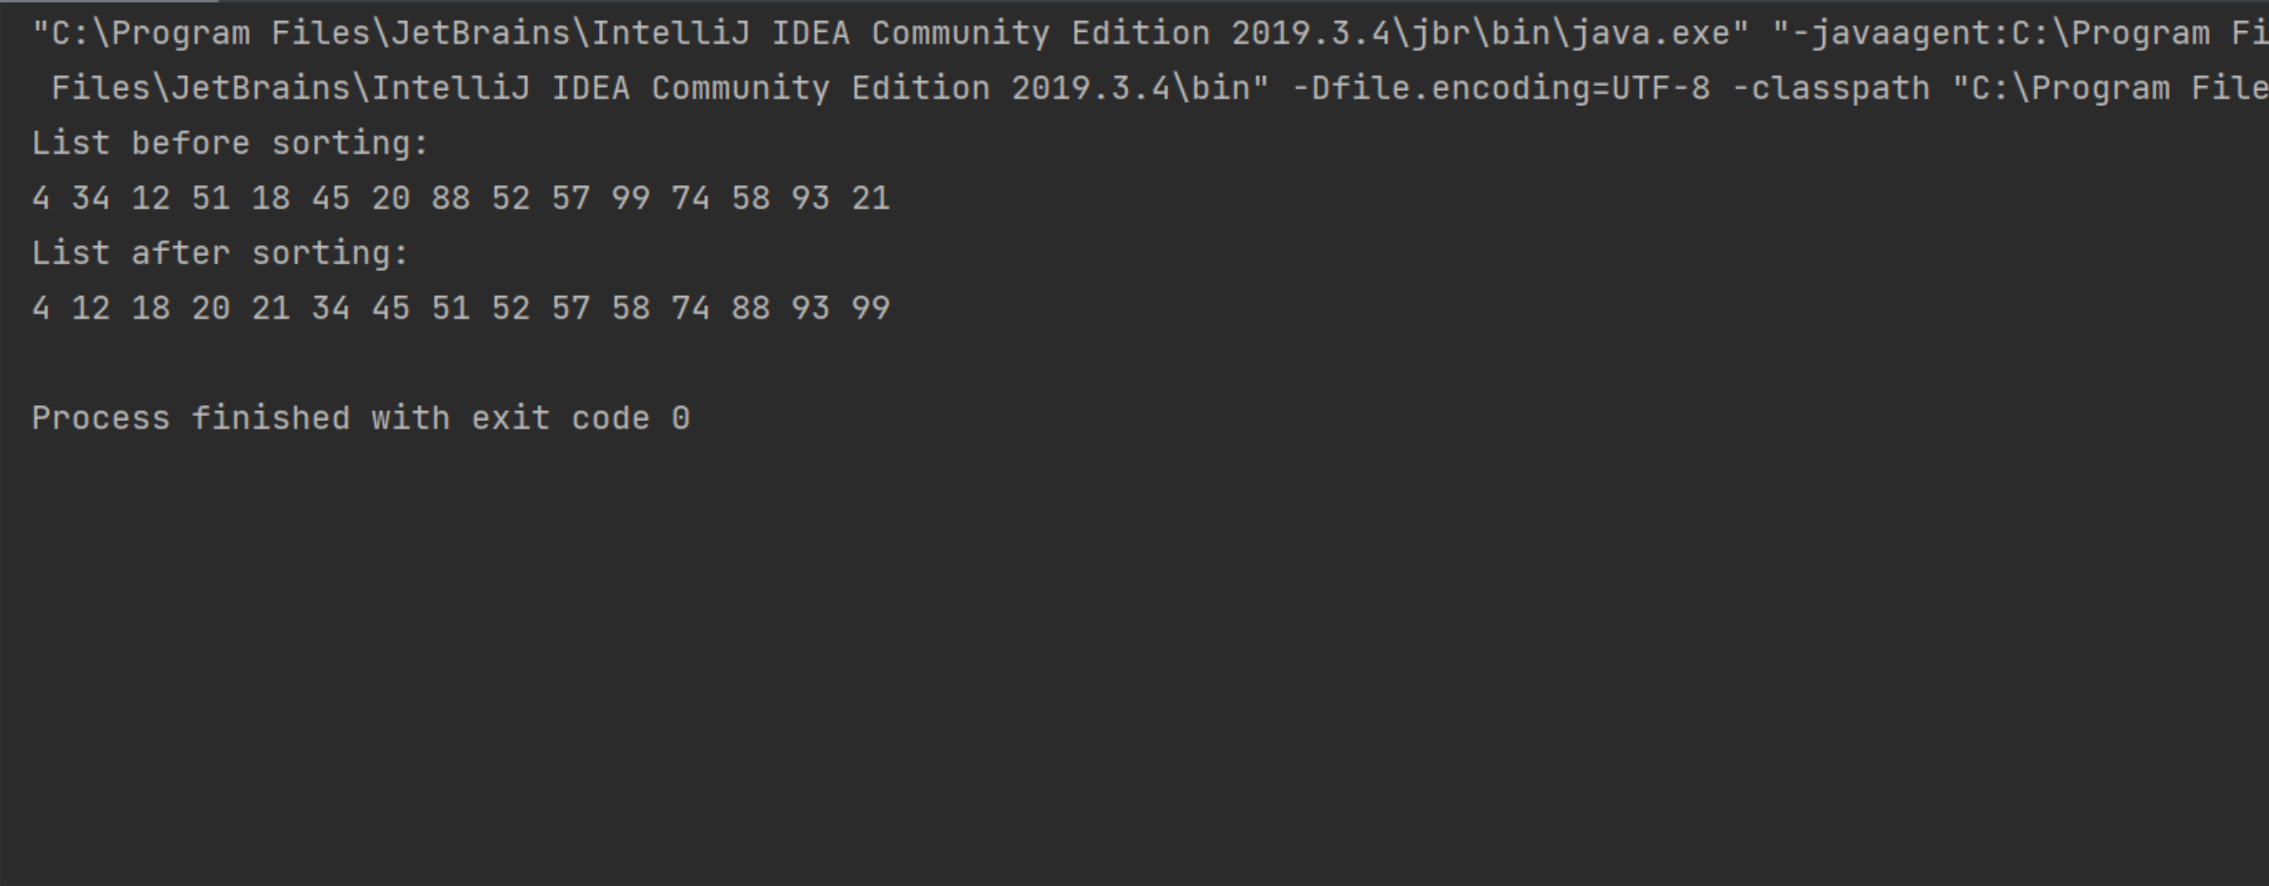 "C:\Program Files\JetBrains\IntelliJ IDEA Community Edition 2019.3.4\jbr\bin\java.exe" "-javaagent:C:\Program Fi
Files\JetBrains\IntelliJ IDEA Community Edition 2019.3.4\bin" -Dfile.encoding=UTF-8 -classpath "C:\Program File
List before sorting:
4 34 12 51 18 45 20 88 52 57 99 74 58 93 21
List after sorting:
4 12 18 20 21 34 45 51 52 57 58 74 88 93 99
Process finished with exit code 0